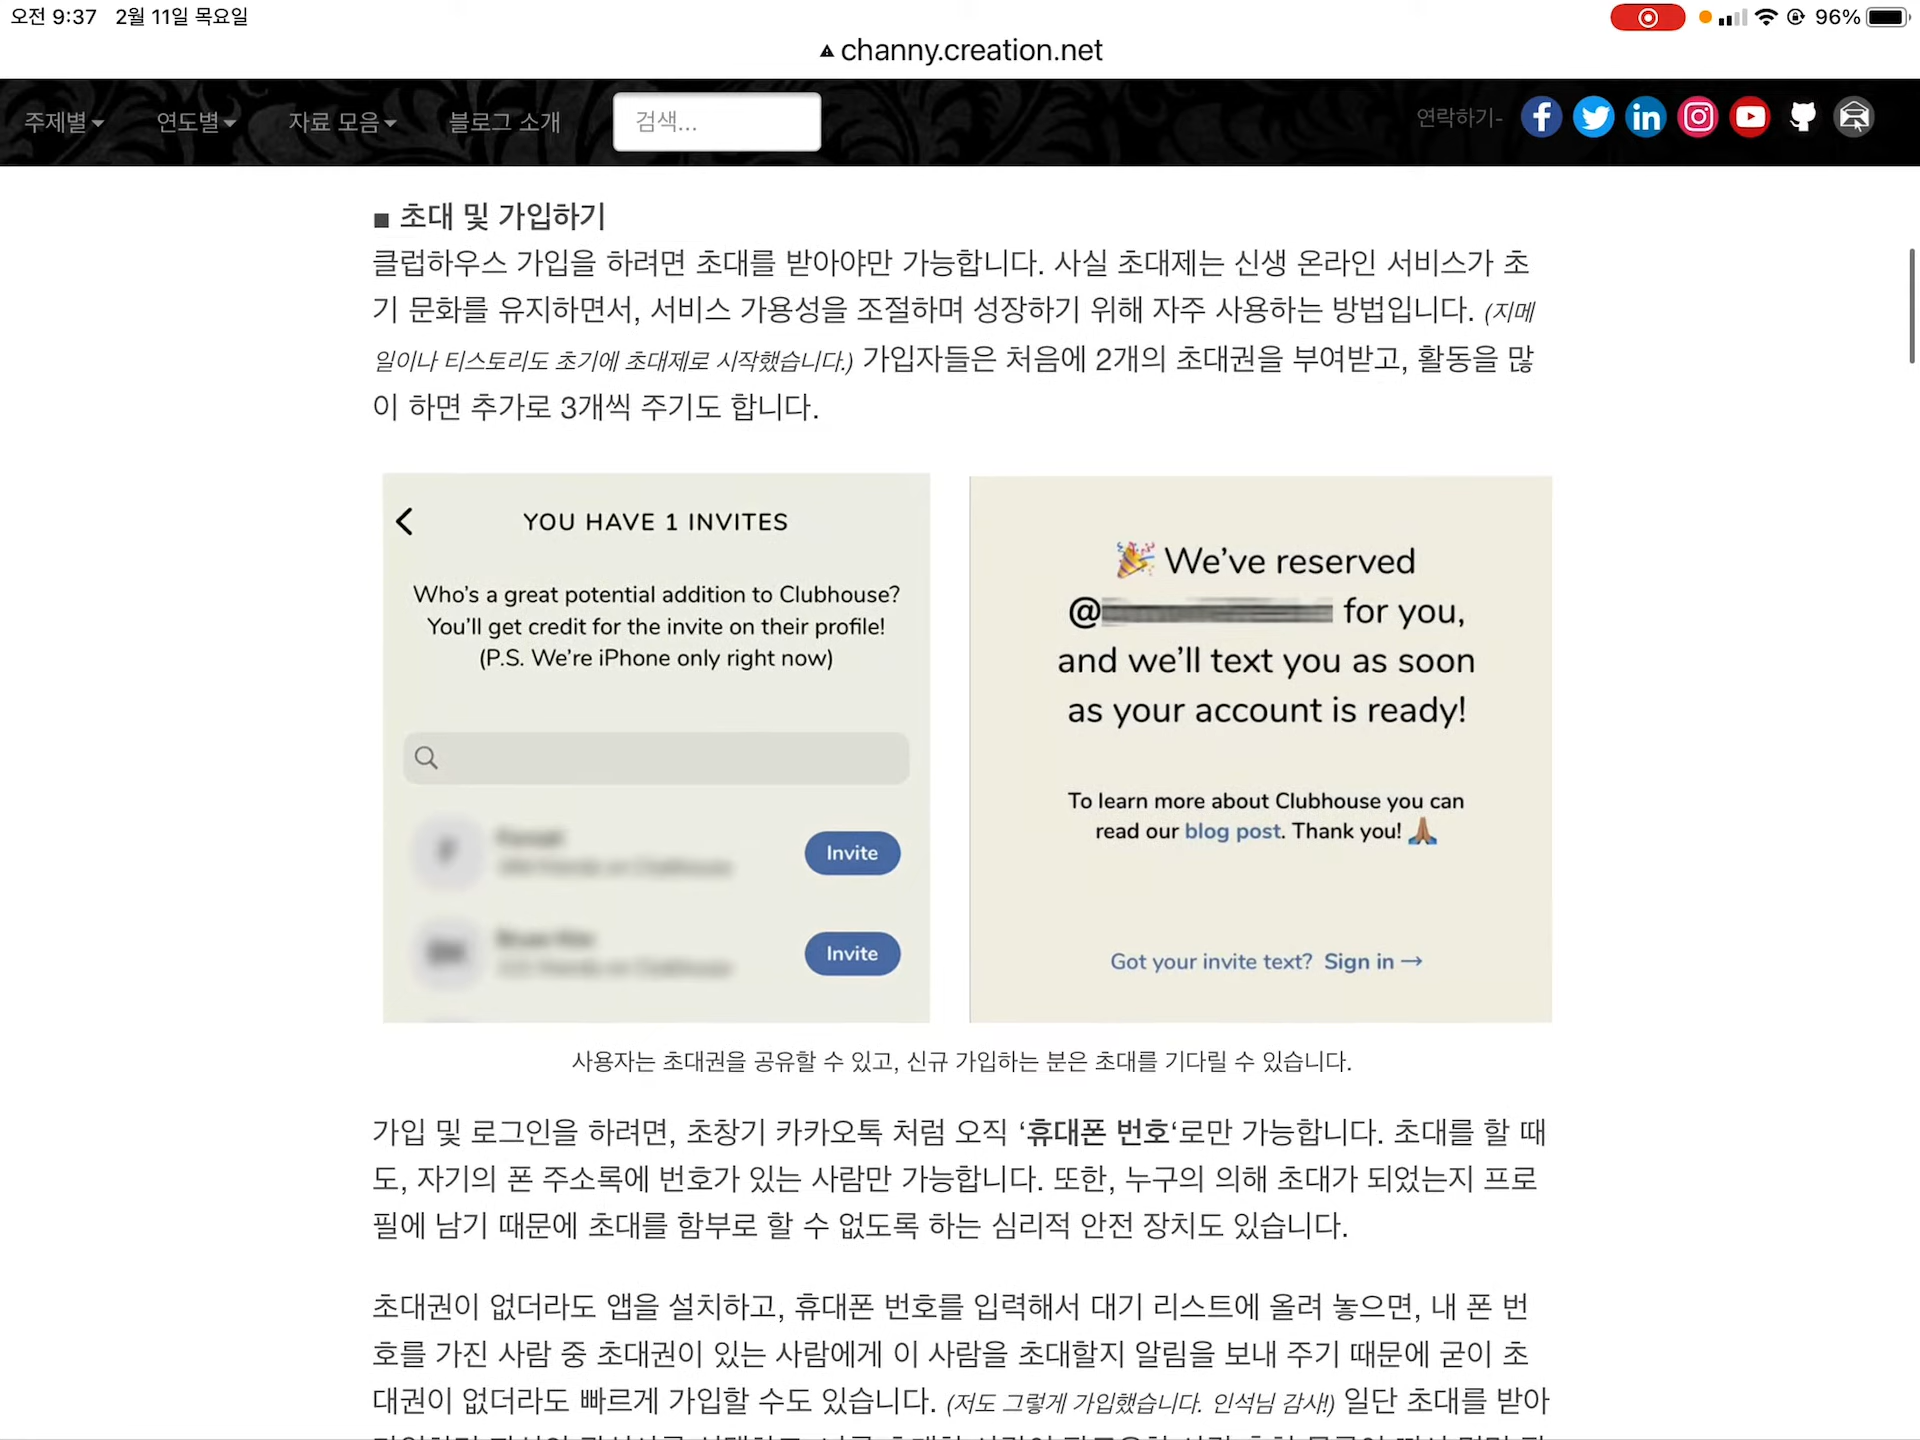 오전 9:37 2월 11일 목요일
96%
channy.creation.net
주제별 연도별 자료 모음 블로그 소개 검색... 연락하기-
■ 초대 및 가입하기
클럽하우스 가입을 하려면 초대를 받아야만 가능합니다. 사실 초대제는 신생 온라인 서비스가 초
기 문화를 유지하면서, 서비스 가용성을 조절하며 성장하기 위해 자주 사용하는 방법입니다. (지메
일이나 티스토리도 초기에 초대제로 시작했습니다.) 가입자들은 처음에 2개의 초대권을 부여받고, 활동을 많
이 하면 추가로 3개씩 주기도 합니다.
YOU HAVE 1 INVITES
Who's a great potential addition to Clubhouse?
You'll get credit for the invite on their profile!
(P.S. We're iPhone only right now)
Invite
Invite
We've reserved
@ for you,
and we'll text you as soon
as your account is ready!
To learn more about Clubhouse you can
read our blog post. Thank you!
Got your invite text? Sign in →
사용자는 초대권을 공유할 수 있고, 신규 가입하는 분은 초대를 기다릴 수 있습니다.
가입 및 로그인을 하려면, 초창기 카카오톡 처럼 오직 ‘휴대폰 번호‘로만 가능합니다. 초대를 할 때
도, 자기의 폰 주소록에 번호가 있는 사람만 가능합니다. 또한, 누구의 의해 초대가 되었는지 프로
필에 남기 때문에 초대를 함부로 할 수 없도록 하는 심리적 안전 장치도 있습니다.
초대권이 없더라도 앱을 설치하고, 휴대폰 번호를 입력해서 대기 리스트에 올려 놓으면, 내 폰 번
호를 가진 사람 중 초대권이 있는 사람에게 이 사람을 초대할지 알림을 보내 주기 때문에 굳이 초
대권이 없더라도 빠르게 가입할 수도 있습니다. (저도 그렇게 가입했습니다. 인석님 감사!) 일단 초대를 받아